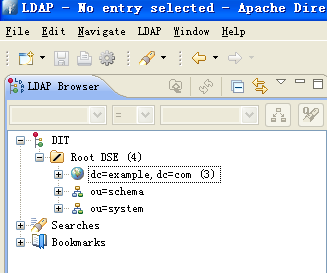 LDAP - No entry selected - Apache Dire
File Edit Navigate LDAP Window Help
LDAP Browser
=
DIT
Root DSE (4)
dc=example,dc=com (3)
ou=schema
ou=system
Searches
Bookmarks